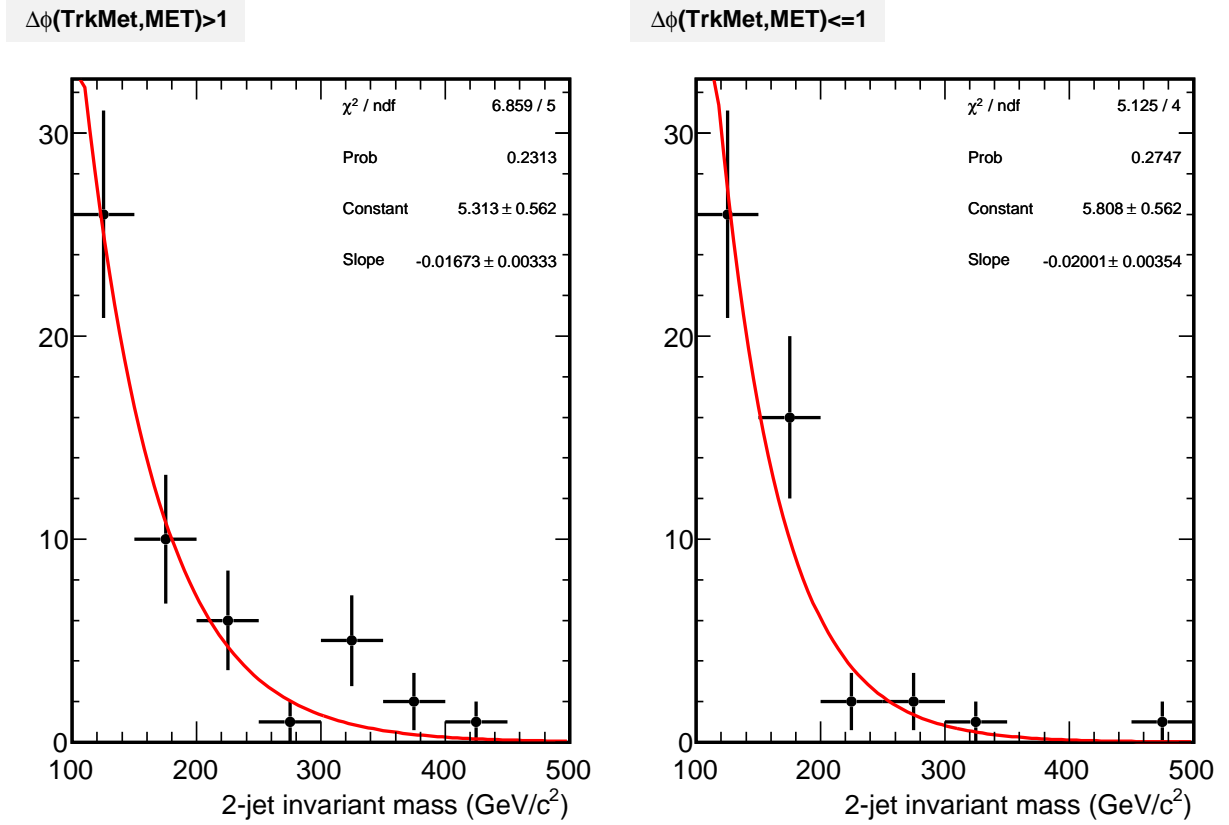 Δϕ(TrkMet,MET)>1
χ² / ndf 6.859 / 5
Prob 0.2313
Constant 5.313 ± 0.562
Slope -0.01673 ± 0.00333
30
20
10
0
100 200 300 400 500
2-jet invariant mass (GeV/c²)
Δϕ(TrkMet,MET)<=1
χ² / ndf 5.125 / 4
Prob 0.2747
Constant 5.808 ± 0.562
Slope -0.02001 ± 0.00354
30
20
10
0
100 200 300 400 500
2-jet invariant mass (GeV/c²)